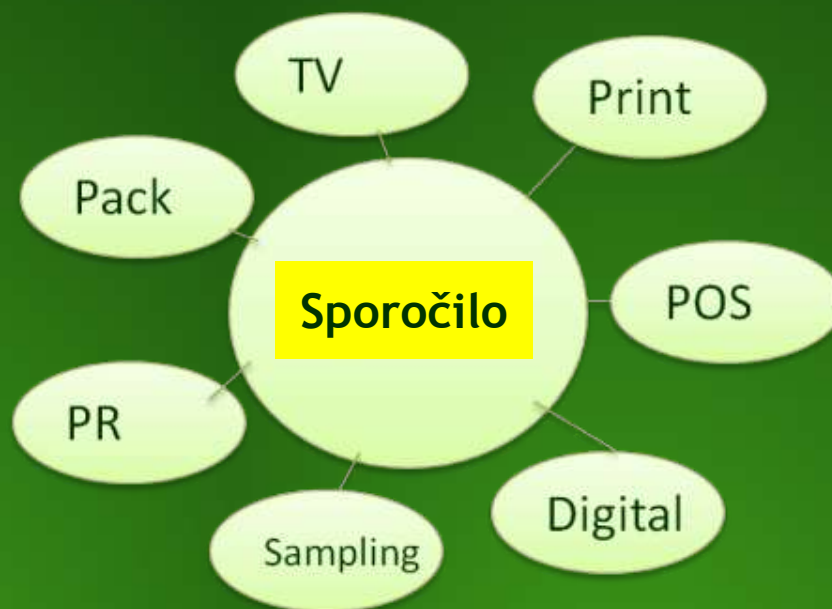 TV
Print
Pack
Sporočilo
POS
PR
Digital
Sampling